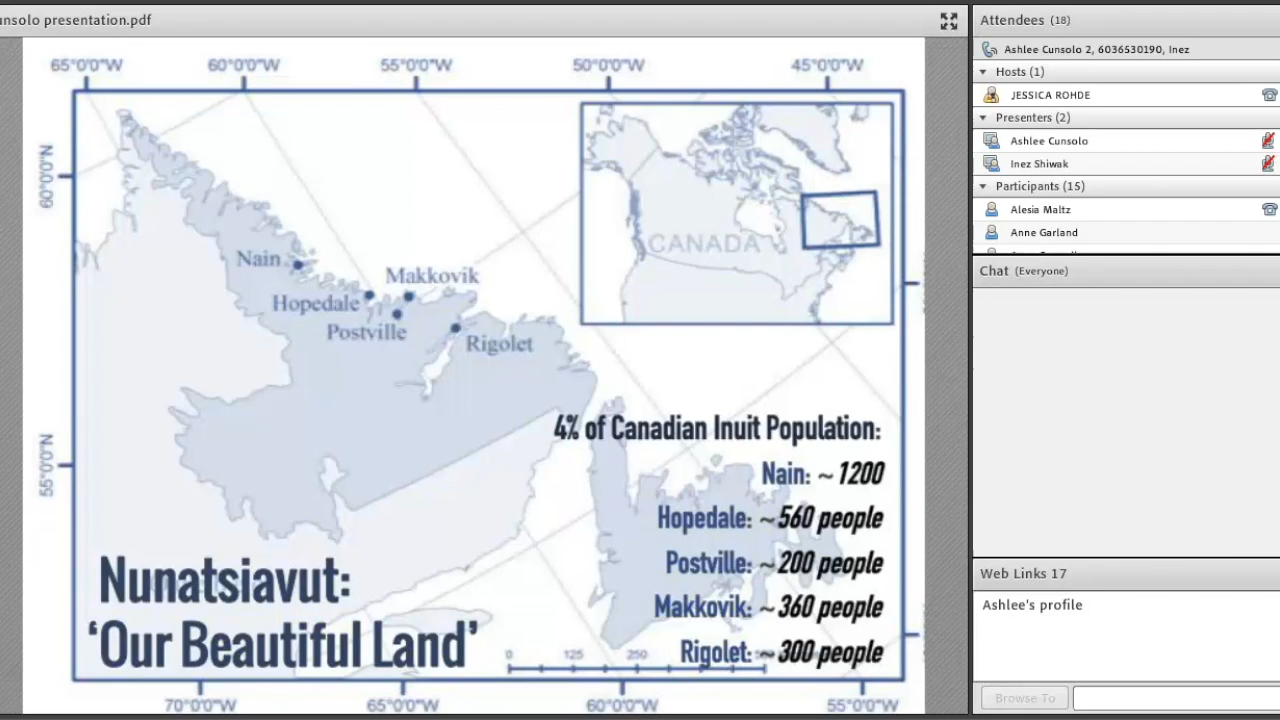 unsolo presentation.pdf
65°0'0"W 60°0'0"W 55°0'0"W 50°0'0"W 45°0'0"W
60°0'0"N
55°0'0"N
CANADA
Nain
Makkovik
Hopedale
Postville
Rigolet
4% of Canadian Inuit Population:
Nain: ~ 1200
Hopedale: ~560 people
Postville: ~200 people
Makkovik: ~360 people
Rigolet: ~300 people
Nunatsiavut:
‘Our Beautiful Land’
0 125 250
70°0'0"W 65°0'0"W 60°0'0"W 55°0'0"W
Attendees (18)
Ashlee Cunsolo 2, 6036530190, Inez
Hosts (1)
JESSICA ROHDE
Presenters (2)
Ashlee Cunsolo
Inez Shiwak
Participants (15)
Alesia Maltz
Anne Garland
Chat (Everyone)
Web Links 17
Ashlee's profile
Browse To